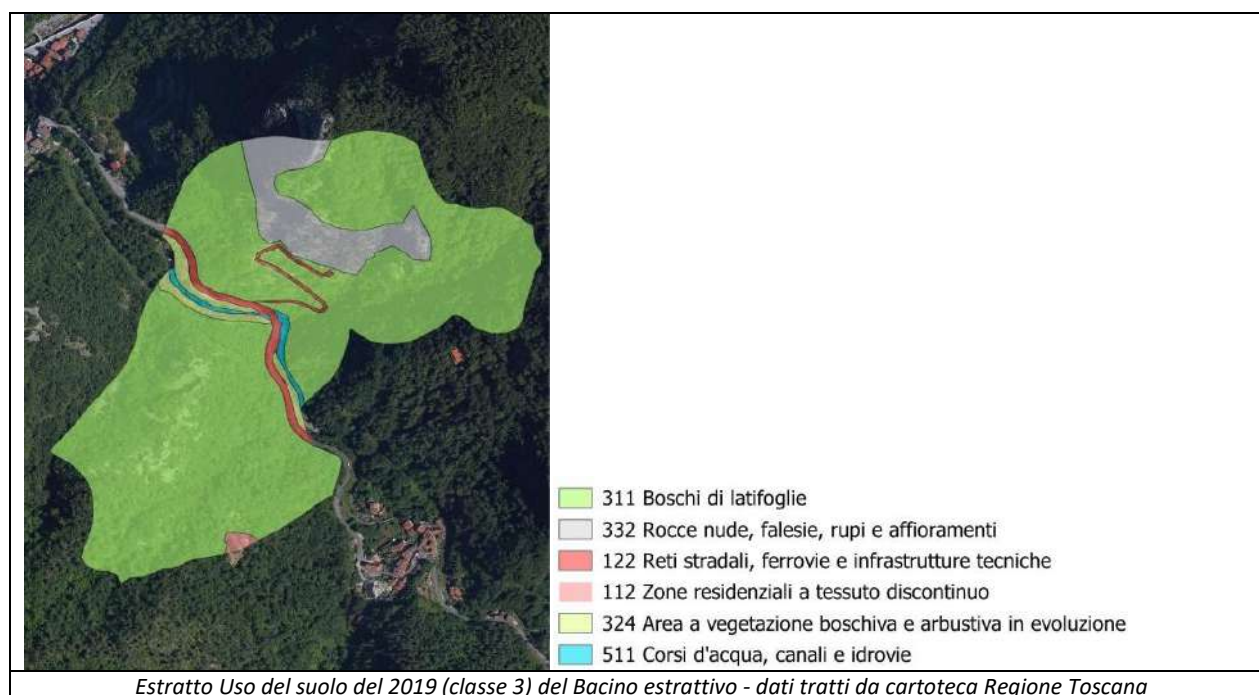 311 Boschi di latifoglie
332 Rocce nude, falesie, rupi e affioramenti
122 Reti stradali, ferrovie e infrastrutture tecniche
112 Zone residenziali a tessuto discontinuo
324 Area a vegetazione boschiva e arbustiva in evoluzione
511 Corsi d'acqua, canali e idrovie
Estratto Uso del suolo del 2019 (classe 3) del Bacino estrattivo - dati tratti da cartoteca Regione Toscana